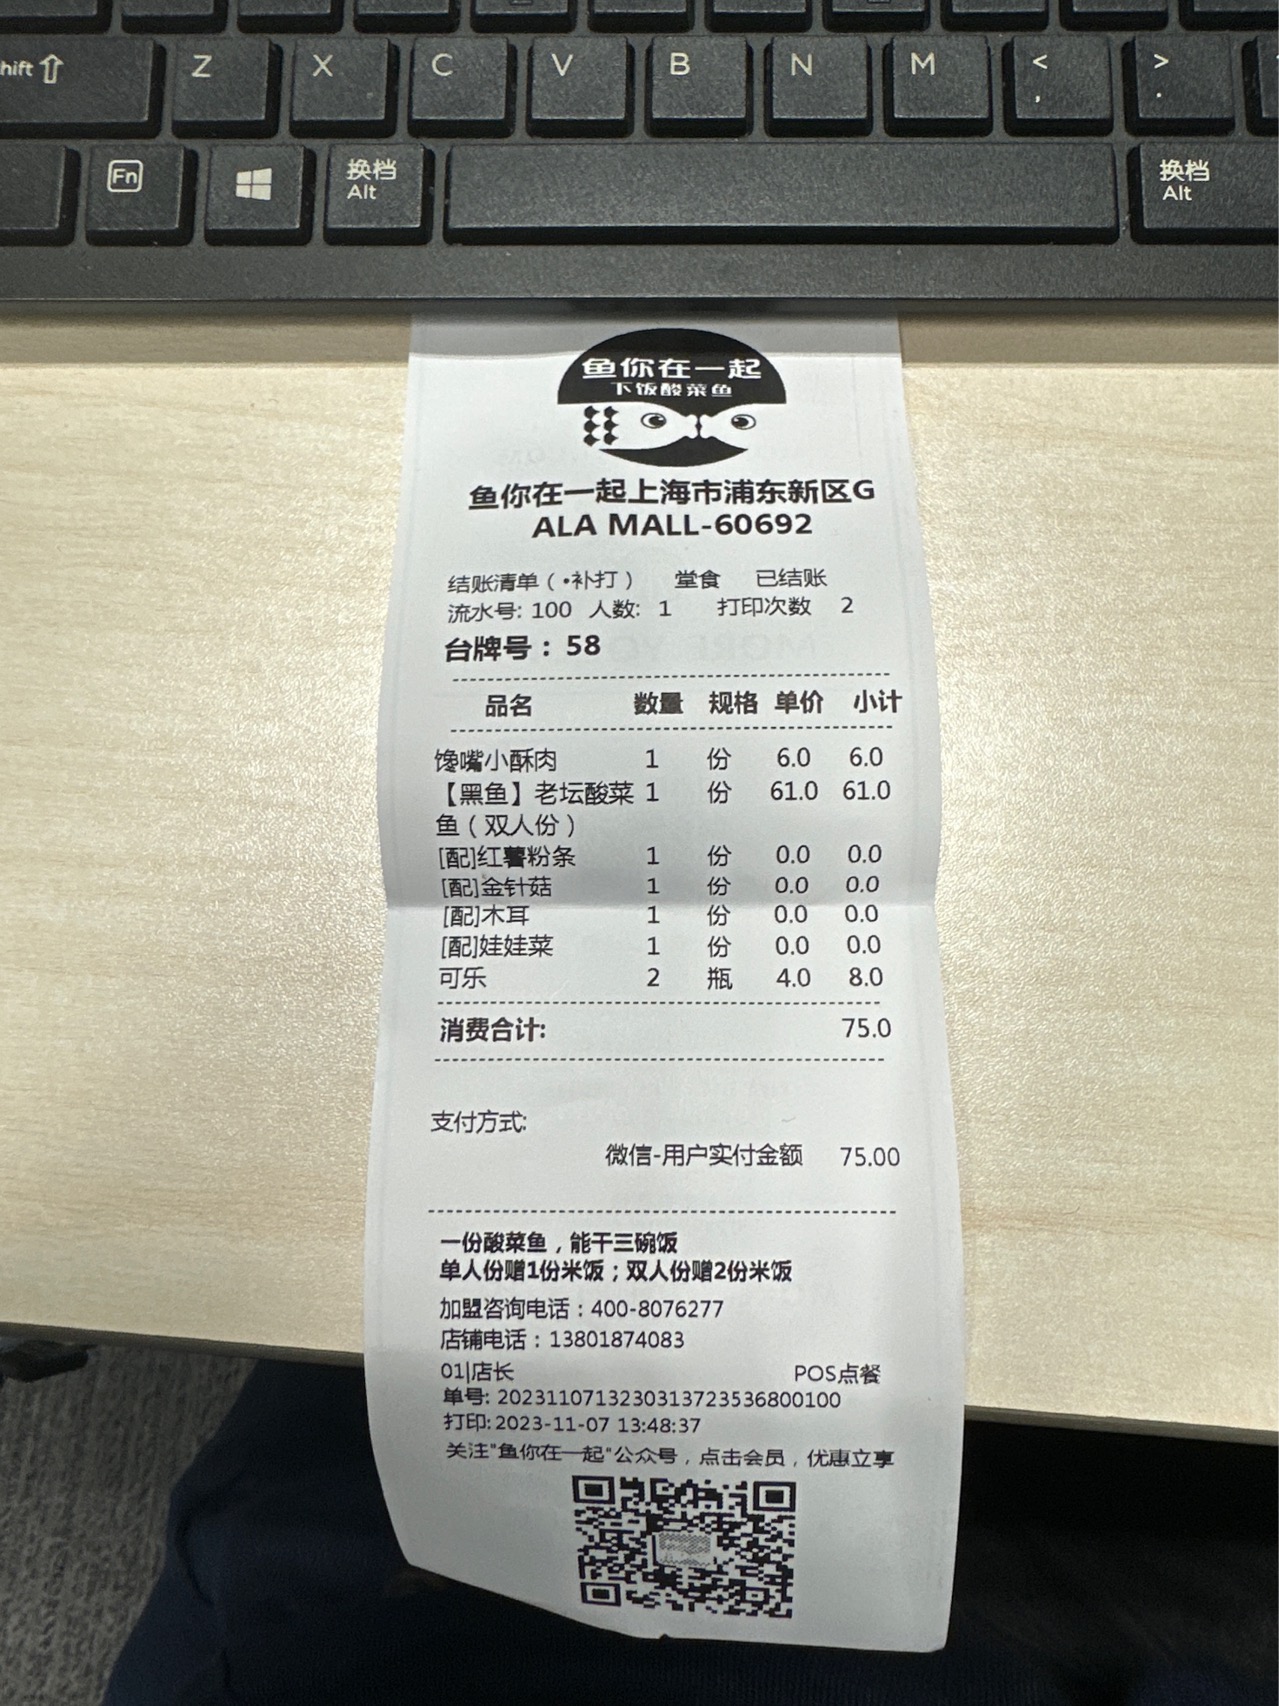 hift ⇧ Z X C V B N M < , > .
Fn 换档 Alt 换档 Alt
鱼你在一起
下饭酸菜鱼
鱼你在一起上海市浦东新区G
ALA MALL-60692
结账清单（•补打） 堂食 已结账
流水号: 100 人数: 1 打印次数 2
台牌号：58
品名 数量 规格 单价 小计
馋嘴小酥肉 1 份 6.0 6.0
【黑鱼】老坛酸菜 1 份 61.0 61.0
鱼（双人份）
[配]红薯粉条 1 份 0.0 0.0
[配]金针菇 1 份 0.0 0.0
[配]木耳 1 份 0.0 0.0
[配]娃娃菜 1 份 0.0 0.0
可乐 2 瓶 4.0 8.0
消费合计: 75.0
支付方式:
微信-用户实付金额 75.00
一份酸菜鱼，能干三碗饭
单人份赠1份米饭；双人份赠2份米饭
加盟咨询电话：400-8076277
店铺电话：13801874083
01|店长 POS点餐
单号: 20231107132303137235368​00100
打印: 2023-11-07 13:48:37
关注"鱼你在一起"公众号，点击会员，优惠立享